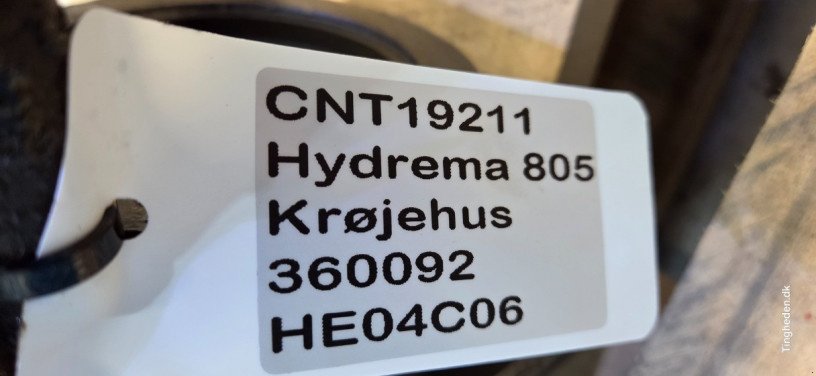 CNT19211
Hydrema 805
Krøjehus
360092
HE04C06
Tingheden.dk